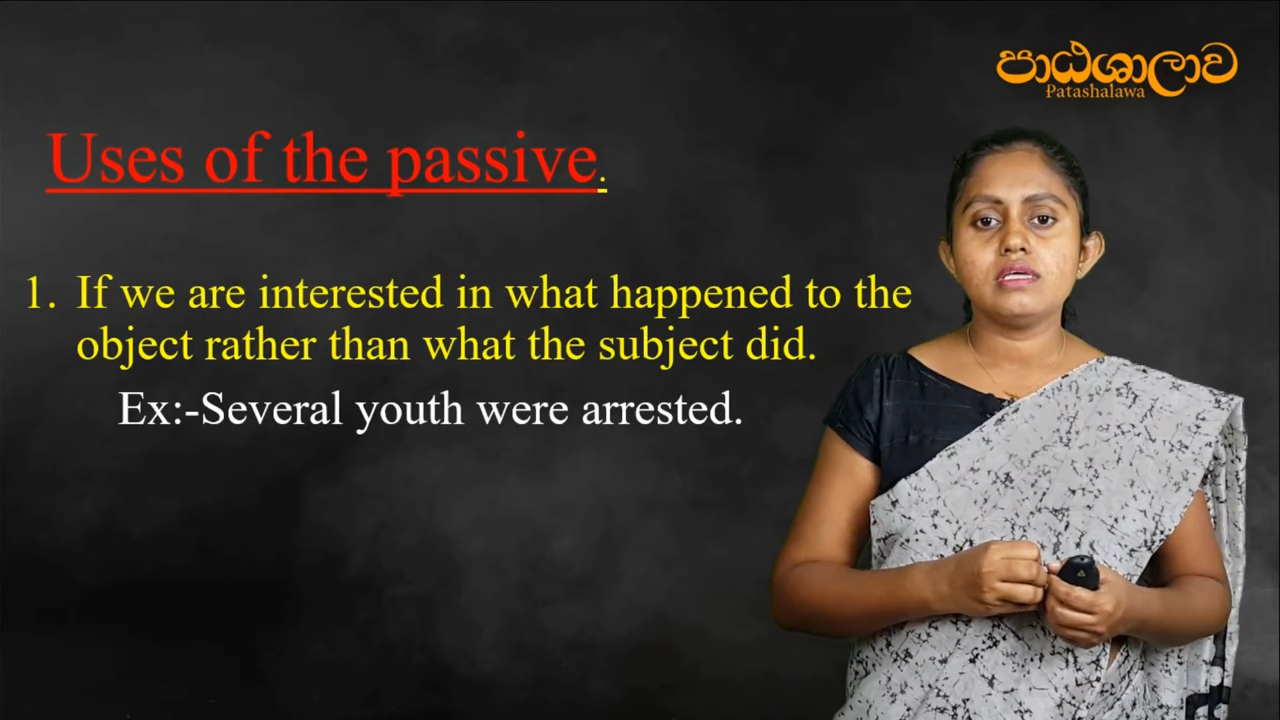 පාඨශාලාව
Patashalawa
Uses of the passive.
1. If we are interested in what happened to the
object rather than what the subject did.
Ex:-Several youth were arrested.